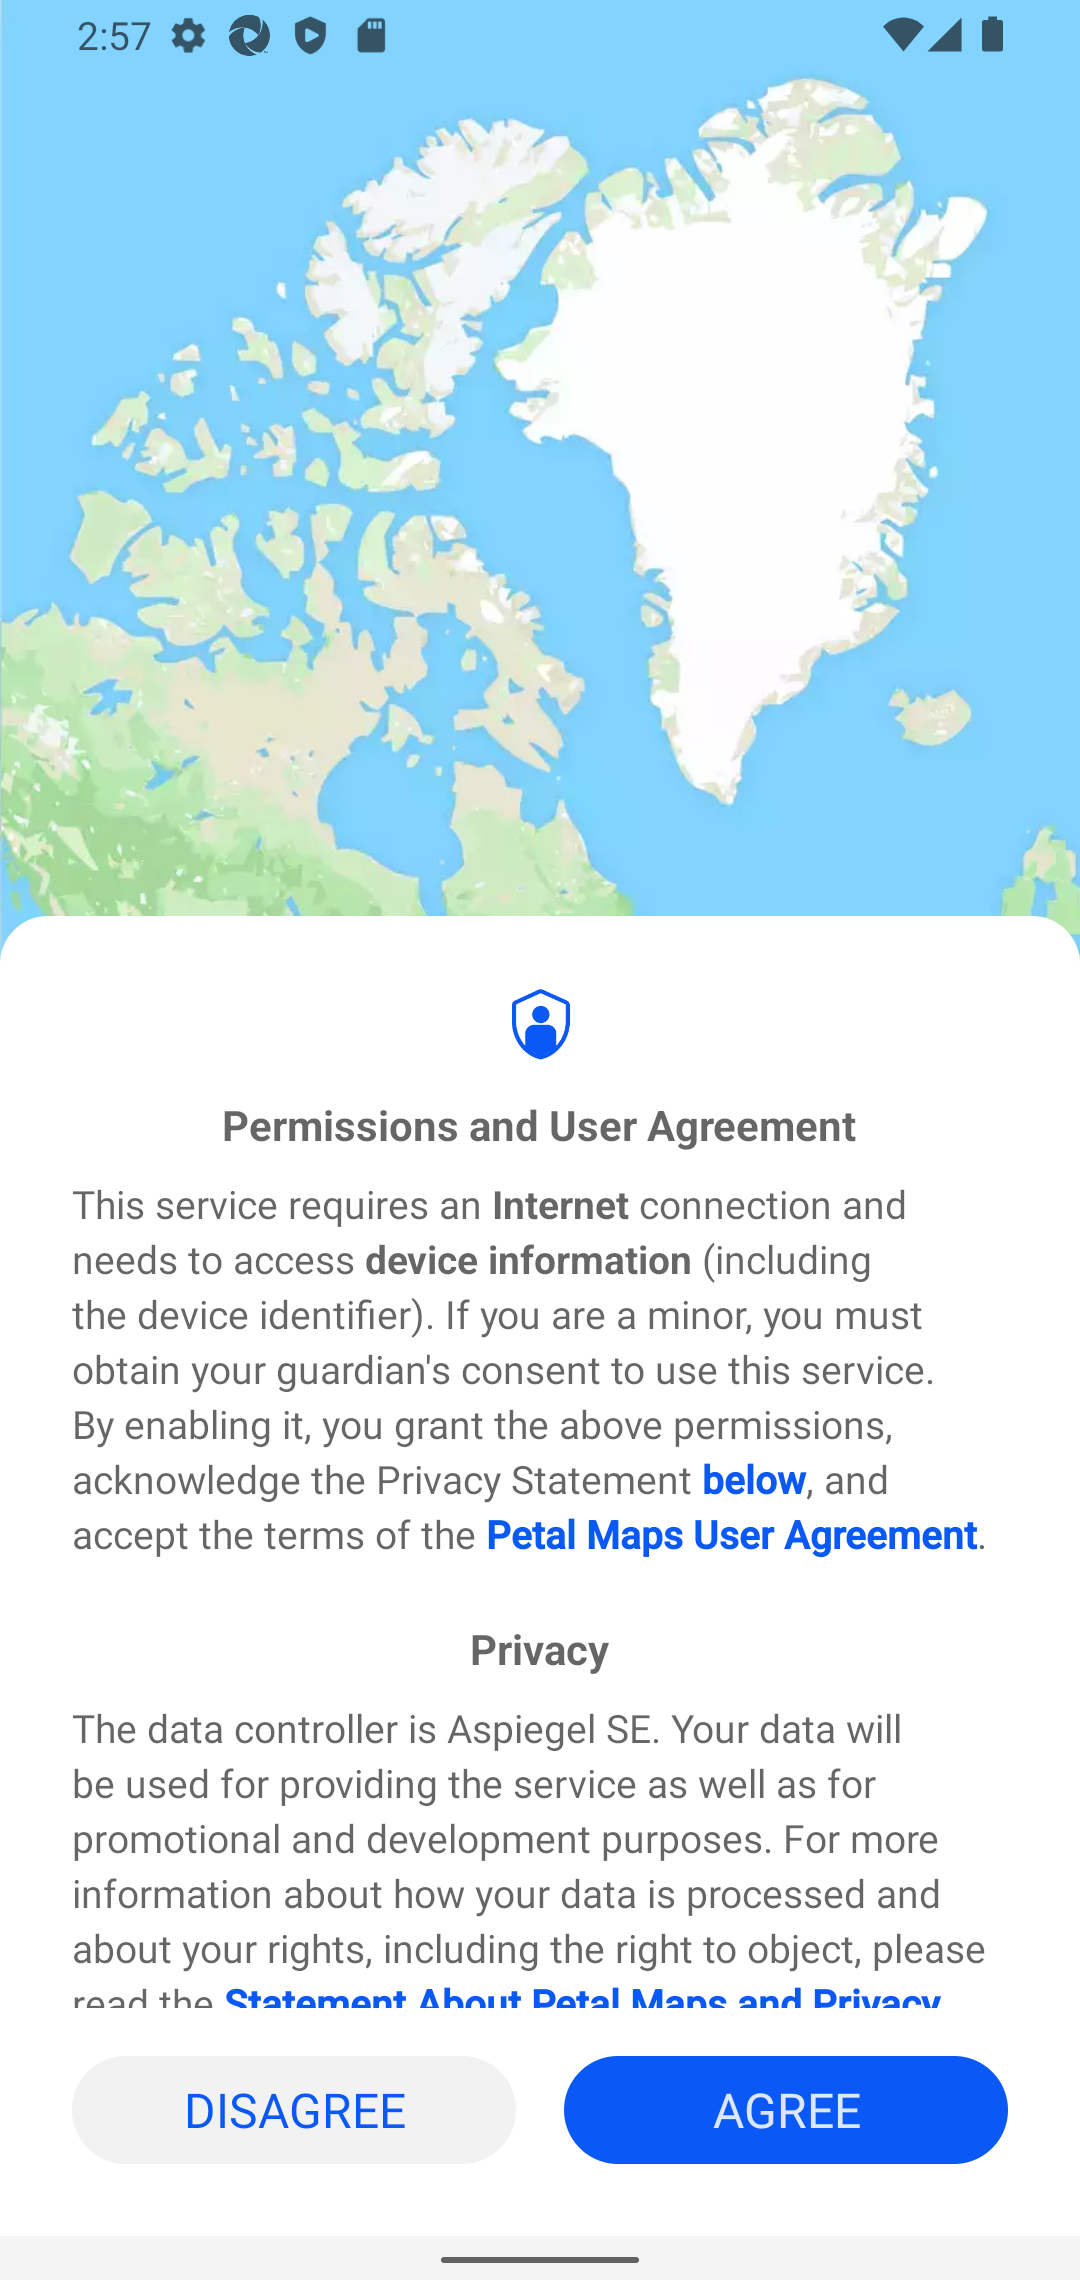 2:57
Permissions and User Agreement
This service requires an Internet connection and
needs to access device information (including
the device identifier). If you are a minor, you must
obtain your guardian's consent to use this service.
By enabling it, you grant the above permissions,
acknowledge the Privacy Statement below, and
accept the terms of the Petal Maps User Agreement.
Privacy
The data controller is Aspiegel SE. Your data will
be used for providing the service as well as for
promotional and development purposes. For more
information about how your data is processed and
about your rights, including the right to object, please
read the Statement About Petal Maps and Privacy
DISAGREE
AGREE